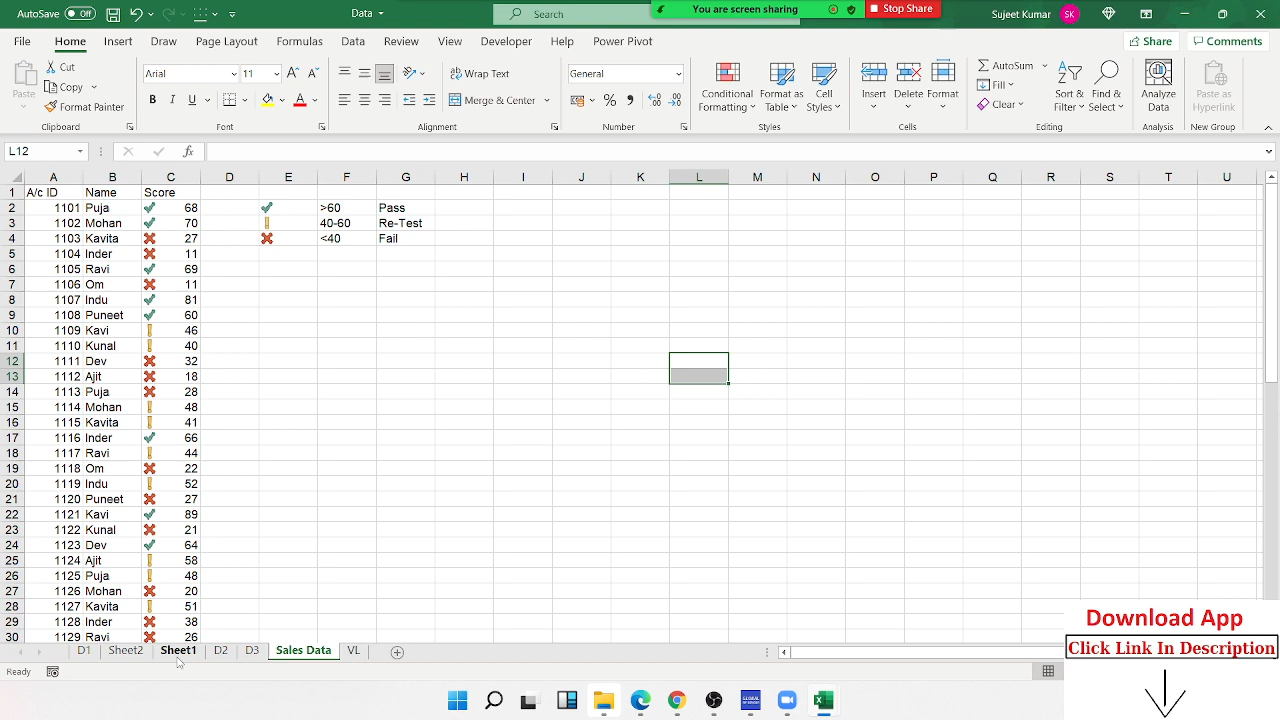 AutoSave Off Data Search You are screen sharing Stop Share Sujeet Kumar SK
File Home Insert Draw Page Layout Formulas Data Review View Developer Help Power Pivot Share Comments
Paste Cut Copy Format Painter Clipboard
Arial 11 B I U A Font
Wrap Text Merge & Center Alignment
General % Number
Conditional Formatting Format as Table Cell Styles Styles
Insert Delete Format Cells
AutoSum Fill Clear Sort & Filter Find & Select Editing
Analyze Data Analysis
Paste as Hyperlink New Group
L12 fx
A B C D E F G H I J K L M N O P Q R S T U
1 A/c ID Name Score
2 1101 Puja 68 >60 Pass
3 1102 Mohan 70 40-60 Re-Test
4 1103 Kavita 27 <40 Fail
5 1104 Inder 11
6 1105 Ravi 69
7 1106 Om 11
8 1107 Indu 81
9 1108 Puneet 60
10 1109 Kavi 46
11 1110 Kunal 40
12 1111 Dev 32
13 1112 Ajit 18
14 1113 Puja 28
15 1114 Mohan 48
16 1115 Kavita 41
17 1116 Inder 66
18 1117 Ravi 44
19 1118 Om 22
20 1119 Indu 52
21 1120 Puneet 27
22 1121 Kavi 89
23 1122 Kunal 21
24 1123 Dev 64
25 1124 Ajit 58
26 1125 Puja 48
27 1126 Mohan 20
28 1127 Kavita 51
29 1128 Inder 38
30 1129 Ravi 26
D1 Sheet2 Sheet1 D2 D3 Sales Data VL
Ready
Download App
Click Link In Description